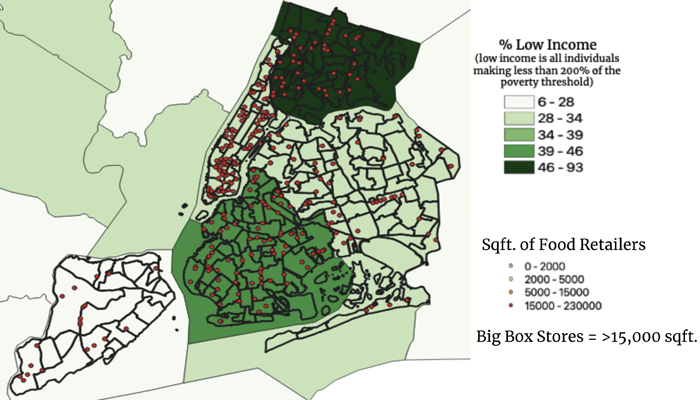 % Low Income
(low income is all individuals
making less than 200% of the
poverty threshold)
6 - 28
28 - 34
34 - 39
39 - 46
46 - 93
Sqft. of Food Retailers
0 - 2000
2000 - 5000
5000 - 15000
15000 - 230000
Big Box Stores = >15,000 sqft.